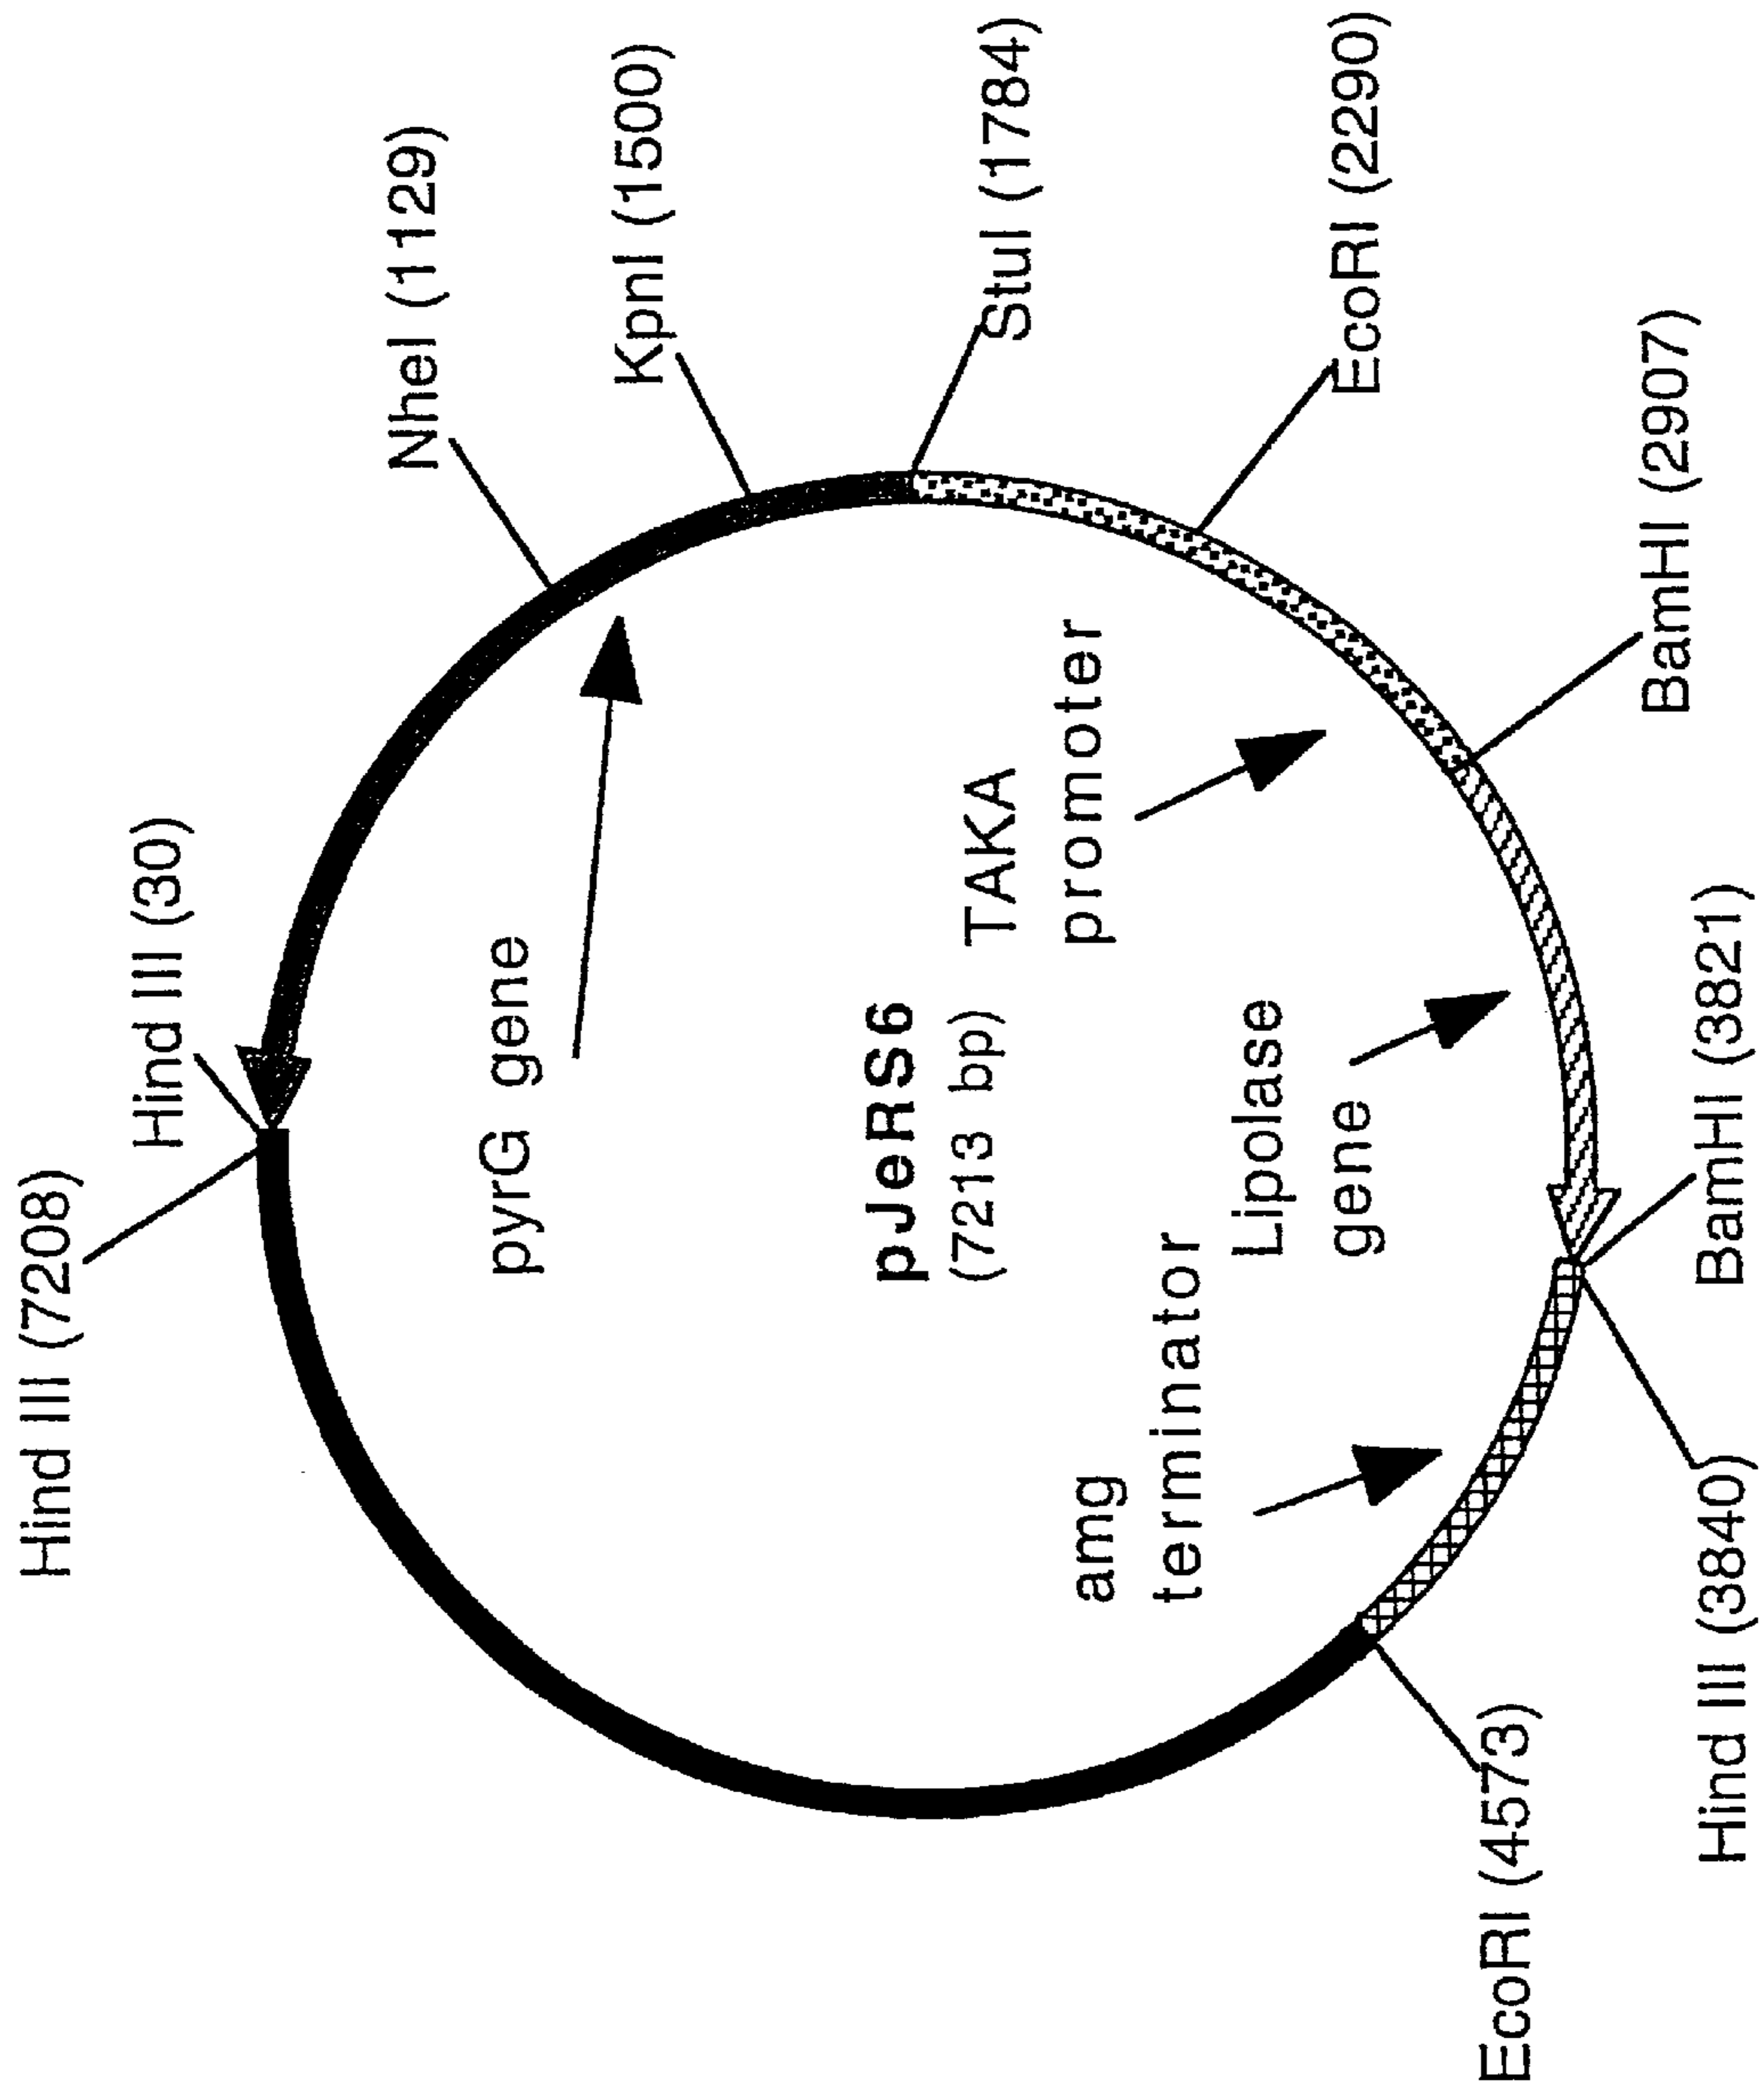 Hind III (7208)
Hind III (30)
NheI (1129)
KpnI (1500)
StuI (1784)
EcoRI (2290)
BamHI (2907)
BamHI (3821)
Hind III (3840)
EcoRI (4573)
pyrG gene
pJeRS6
(7213 bp)
TAKA
promoter
Lipolase
gene
amg
terminator